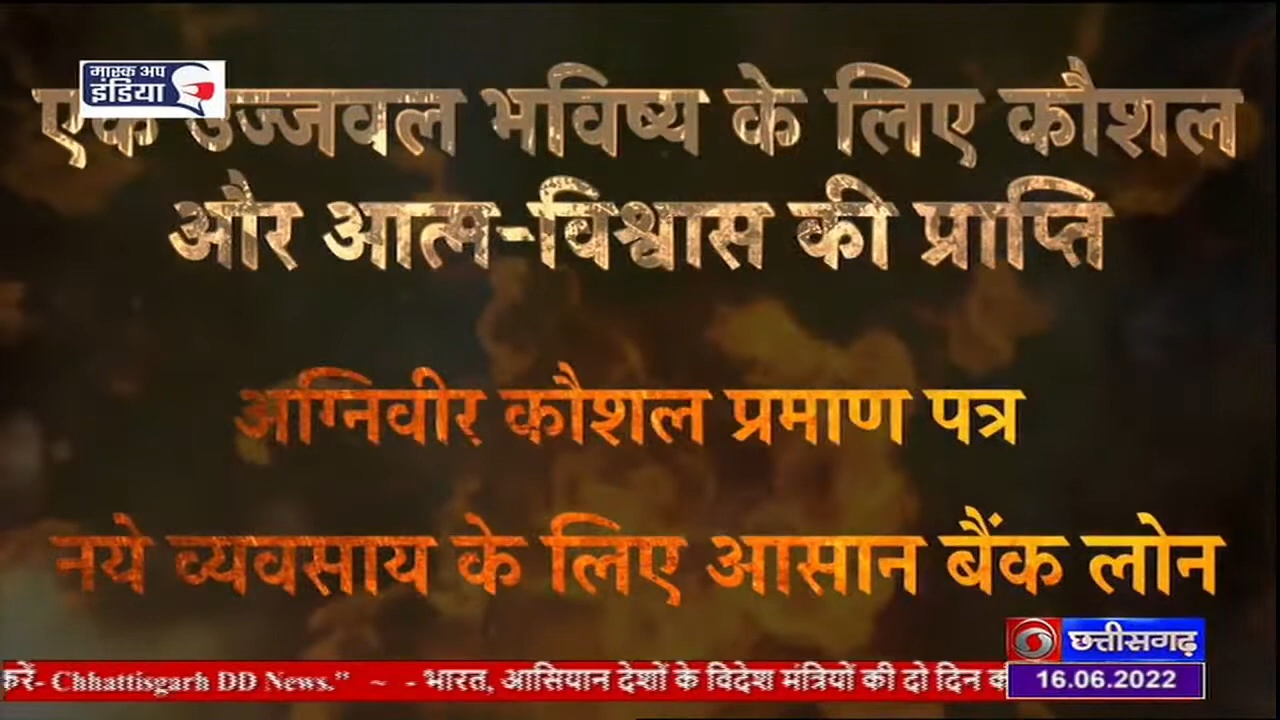 मास्क अप
इंडिया
एक उज्जवल भविष्य के लिए कौशल
और आत्म-विश्वास की प्राप्ति
अग्निवीर कौशल प्रमाण पत्र
नये व्यवसाय के लिए आसान बैंक लोन
छत्तीसगढ़
करें- Chhattisgarh DD News.” ~ - भारत, आसियान देशों के विदेश मंत्रियों की दो दिन
16.06.2022